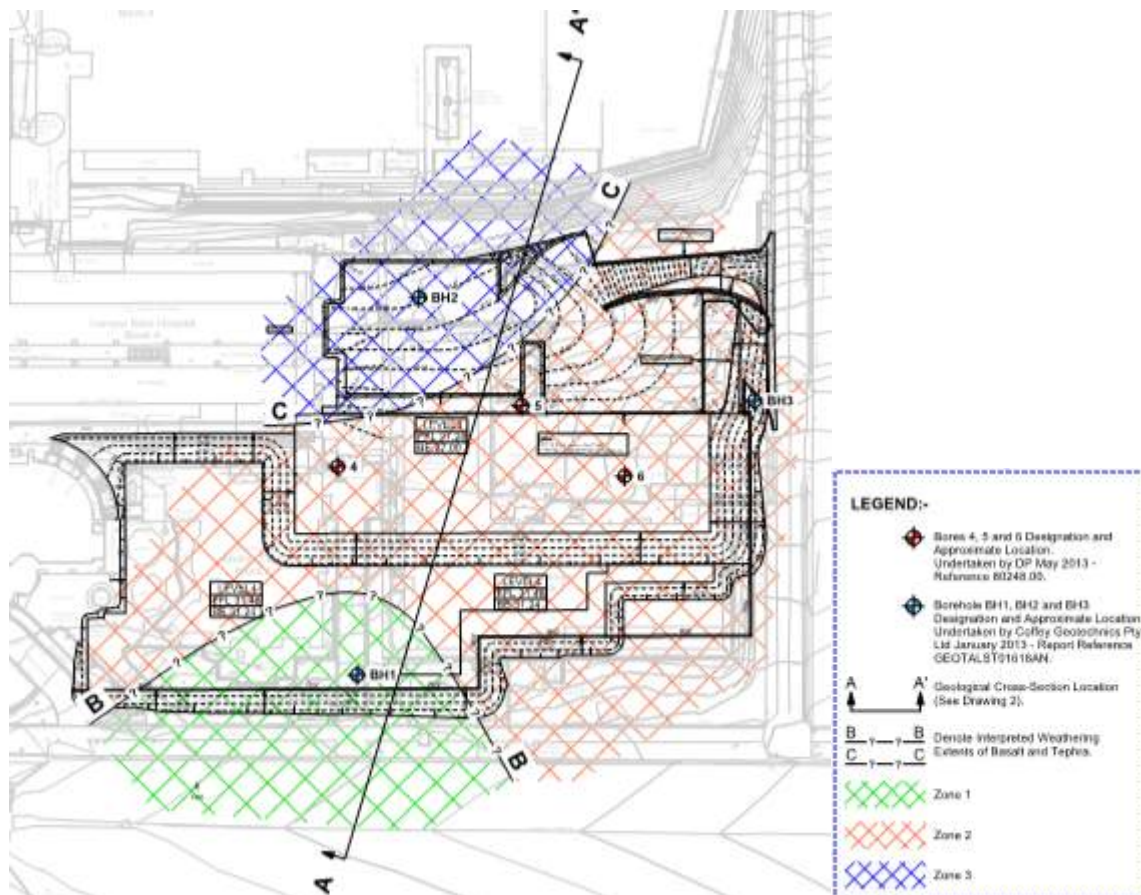 A'
C
BH2
BH3
5
C
4
6
BH1
B
B
A
LEGEND:-
Bores 4, 5 and 6 Designation and
Approximate Location.
Undertaken by DP May 2013 -
Reference 80248.00.
Borehole BH1, BH2 and BH3
Designation and Approximate Location
Undertaken by Coffey Geotechnics Pty
Ltd January 2013 - Report Reference
GEOTALST01618AN.
A A' Geological Cross-Section Location
(See Drawing 2).
B ? ? B Denote Interpreted Weathering
C ? ? C Extents of Basalt and Tephra.
Zone 1
Zone 2
Zone 3